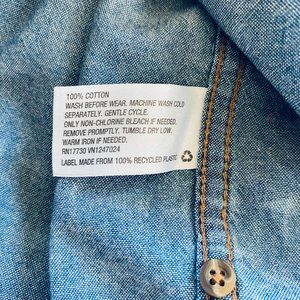 100% COTTON
WASH BEFORE WEAR. MACHINE WASH COLD
SEPARATELY. GENTLE CYCLE.
ONLY NON-CHLORINE BLEACH IF NEEDED.
REMOVE PROMPTLY. TUMBLE DRY LOW.
WARM IRON IF NEEDED.
RN17730 VN1247024
LABEL MADE FROM 100% RECYCLED PLASTIC